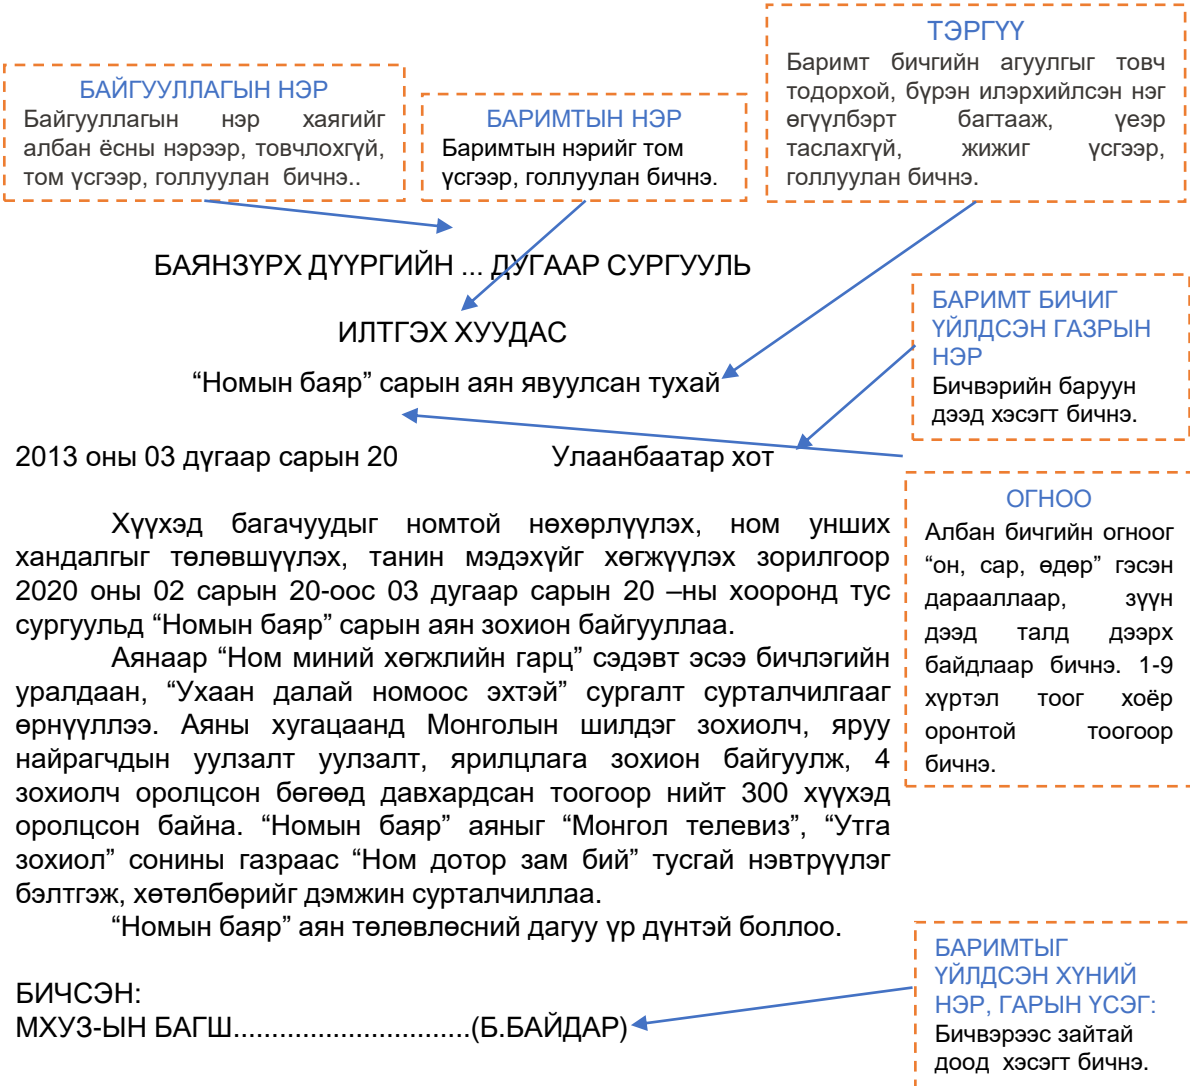 ТЭРГҮҮ
Баримт бичгийн агуулгыг товч
тодорхой, бүрэн илэрхийлсэн нэг
өгүүлбэрт багтааж, үеэр
таслахгүй, жижиг үсгээр,
голлуулан бичнэ.
БАЙГУУЛЛАГЫН НЭР
Байгууллагын нэр хаягийг
албан ёсны нэрээр, товчлохгүй,
том үсгээр, голлуулан бичнэ..
БАРИМТЫН НЭР
Баримтын нэрийг том
үсгээр, голлуулан бичнэ.
БАЯНЗҮРХ ДҮҮРГИЙН ... ДУГААР СУРГУУЛЬ
ИЛТГЭХ ХУУДАС
“Номын баяр” сарын аян явуулсан тухай
БАРИМТ БИЧИГ
ҮЙЛДСЭН ГАЗРЫН
НЭР
Бичвэрийн баруун
дээд хэсэгт бичнэ.
2013 оны 03 дүгаар сарын 20 Улаанбаатар хот
ОГНОО
Албан бичгийн огноог
“он, сар, өдөр” гэсэн
дарааллаар, зүүн
дээд талд дээрх
байдлаар бичнэ. 1-9
хүртэл тоог хоёр
оронтой тоогоор
бичнэ.
Хүүхэд багачуудыг номтой нөхөрлүүлэх, ном унших
хандалгыг төлөвшүүлэх, танин мэдэхүйг хөгжүүлэх зорилгоор
2020 оны 02 сарын 20-оос 03 дугаар сарын 20 –ны хооронд тус
сургуульд “Номын баяр” сарын аян зохион байгууллаа.
Аянаар “Ном миний хөгжлийн гарц” сэдэвт эсээ бичлэгийн
уралдаан, “Ухаан далай номоос эхтэй” сургалт сурталчилгааг
өрнүүллээ. Аяны хугацаанд Монголын шилдэг зохиолч, яруу
найрагчдын уулзалт уулзалт, ярилцлага зохион байгуулж, 4
зохиолч оролцсон бөгөөд давхардсан тоогоор нийт 300 хүүхэд
оролцсон байна. “Номын баяр” аяныг “Монгол телевиз”, “Утга
зохиол” сонины газраас “Ном дотор зам бий” тусгай нэвтрүүлэг
бэлтгэж, хөтөлбөрийг дэмжин сурталчиллаа.
“Номын баяр” аян төлөвлөсний дагуу үр дүнтэй боллоо.
БИЧСЭН:
МХУЗ-ЫН БАГШ...............................(Б.БАЙДАР)
БАРИМТЫГ
ҮЙЛДСЭН ХҮНИЙ
НЭР, ГАРЫН ҮСЭГ:
Бичвэрээс зайтай
доод хэсэгт бичнэ.